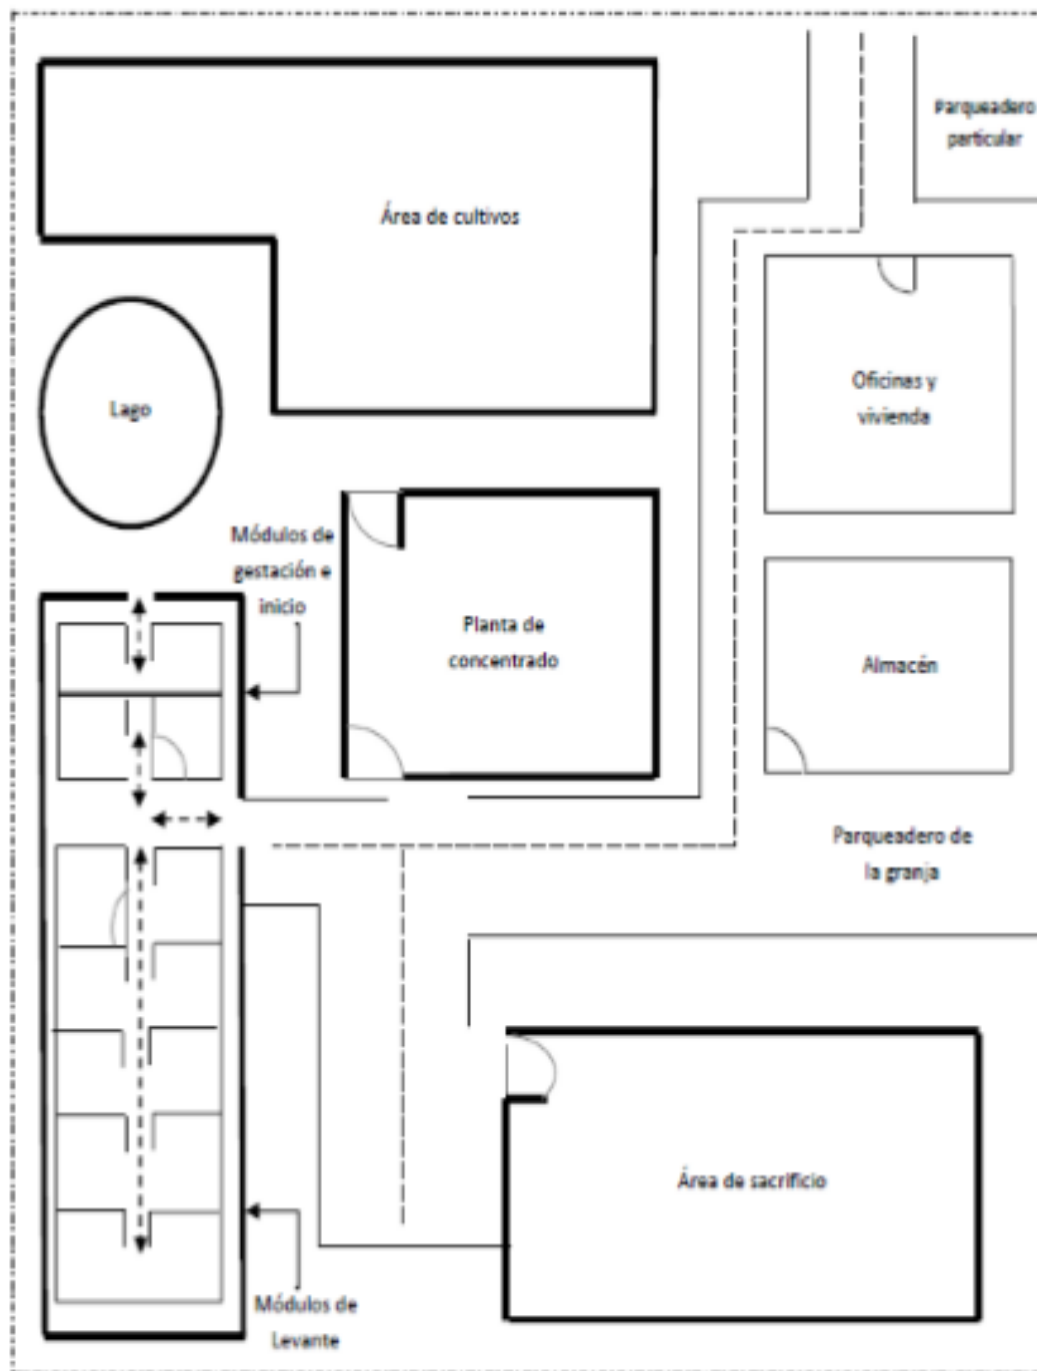 Parqueadero
particular
Área de cultivos
Oficinas y
vivienda
Lago
Módulos de
gestación e
inicio
Planta de
concentrado
Almacén
Parqueadero de
la granja
Área de sacrificio
Módulos de
Levante